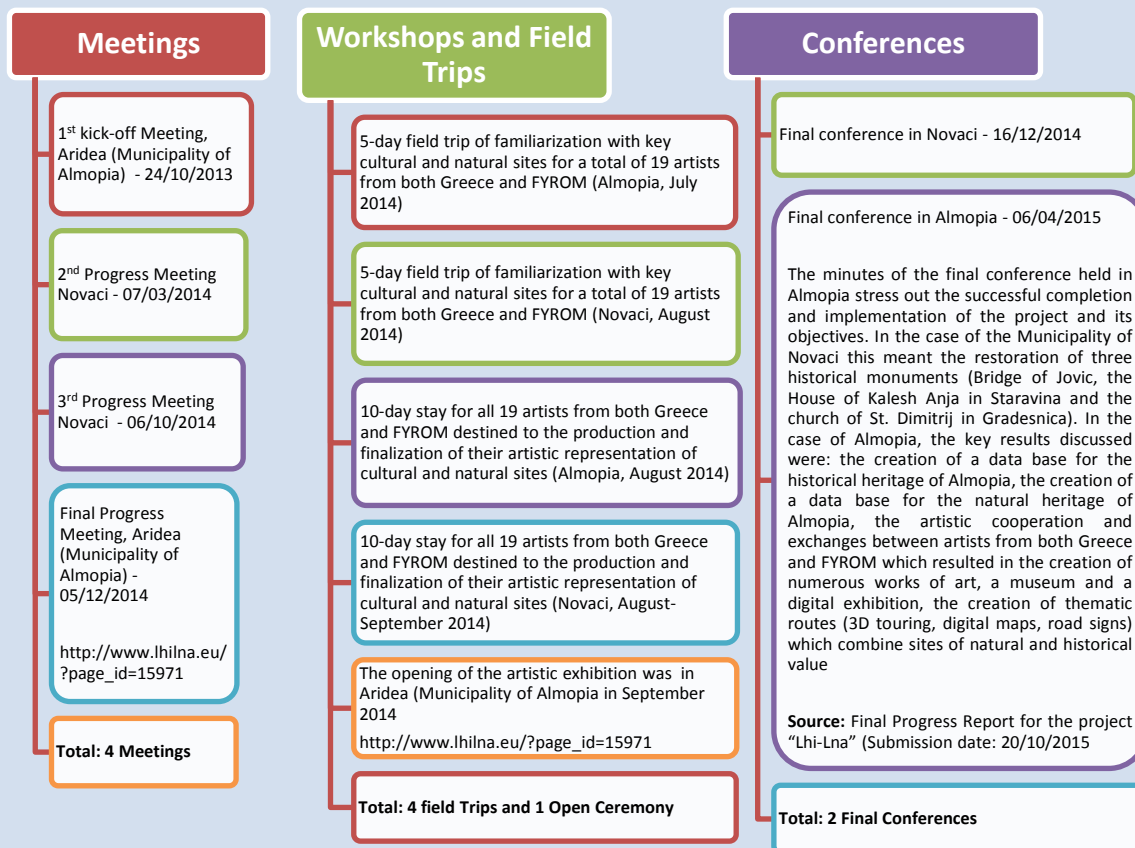 Meetings
1st kick-off Meeting,
Aridea (Municipality of
Almopia)  - 24/10/2013
2nd Progress Meeting
Novaci - 07/03/2014
3rd Progress Meeting
Novaci  - 06/10/2014
Final Progress
Meeting, Aridea
(Municipality of
Almopia) -
05/12/2014
http://www.lhilna.eu/
?page_id=15971
Total: 4 Meetings
Workshops and Field
Trips
5-day field trip of familiarization with key
cultural and natural sites for a total of 19 artists
from both Greece and FYROM (Almopia, July
2014)
5-day field trip of familiarization with key
cultural and natural sites for a total of 19 artists
from both Greece and FYROM (Novaci, August
2014)
10-day stay for all 19 artists from both Greece
and FYROM destined to the production and
finalization of their artistic representation of
cultural and natural sites (Almopia, August 2014)
10-day stay for all 19 artists from both Greece
and FYROM destined to the production and
finalization of their artistic representation of
cultural and natural sites (Novaci, August-
September 2014)
The opening of the artistic exhibition was  in
Aridea (Municipality of Almopia in September
2014
http://www.lhilna.eu/?page_id=15971
Total: 4 field Trips and 1 Open Ceremony
Conferences
Final conference in Novaci - 16/12/2014
Final conference in Almopia - 06/04/2015
The minutes of the final conference held in
Almopia stress out the successful completion
and implementation of the project and its
objectives. In the case of the Municipality of
Novaci this meant the restoration of three
historical monuments (Bridge of Jovic, the
House of Kalesh Anja in Staravina and the
church of St. Dimitrij in Gradesnica). In the
case of Almopia, the key results discussed
were: the creation of a data base for the
historical heritage of Almopia, the creation of
a data base for the natural heritage of
Almopia, the artistic cooperation and
exchanges between artists from both Greece
and FYROM which resulted in the creation of
numerous works of art, a museum and a
digital exhibition, the creation of thematic
routes (3D touring, digital maps, road signs)
which combine sites of natural and historical
value
Source: Final Progress Report for the project
“Lhi-Lna” (Submission date: 20/10/2015
Total: 2 Final Conferences